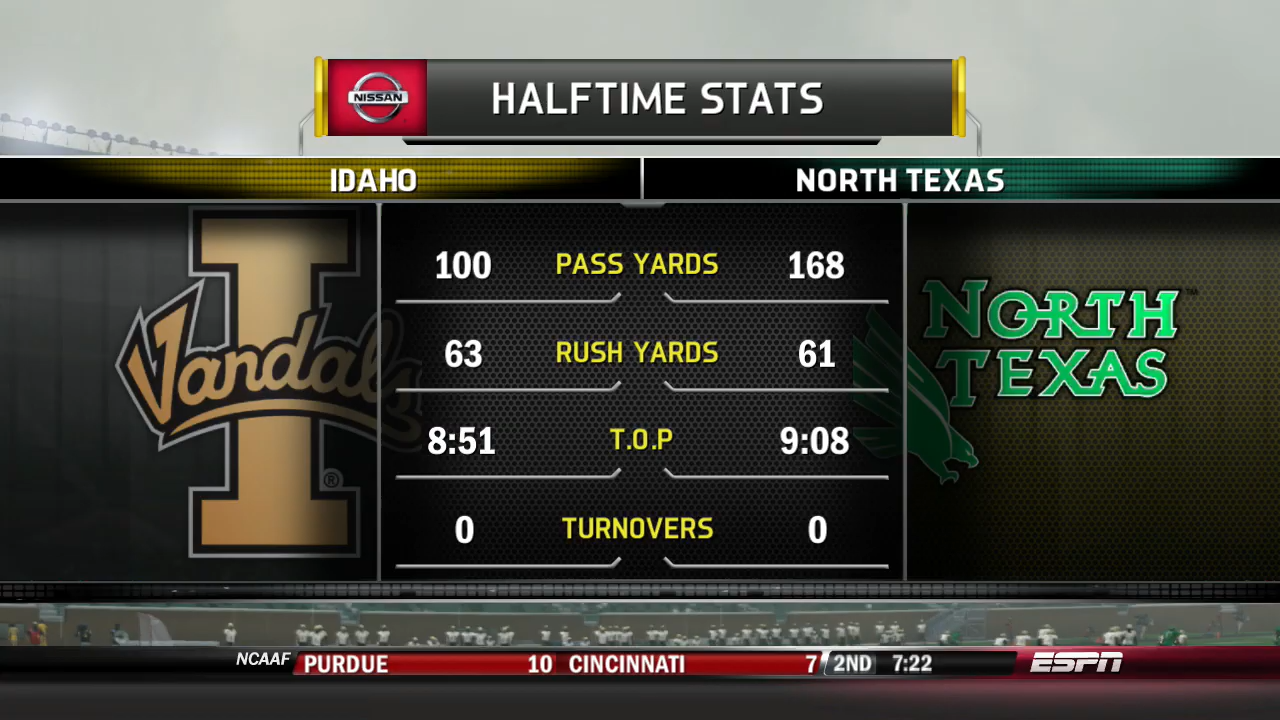 NISSAN
HALFTIME STATS
IDAHO NORTH TEXAS
I
Vandals
®
NORTH ™
TEXAS
100 PASS YARDS 168
63 RUSH YARDS 61
8:51 T.O.P 9:08
0 TURNOVERS 0
NCAAF PURDUE 10 CINCINNATI 7 2ND 7:22 ESPN